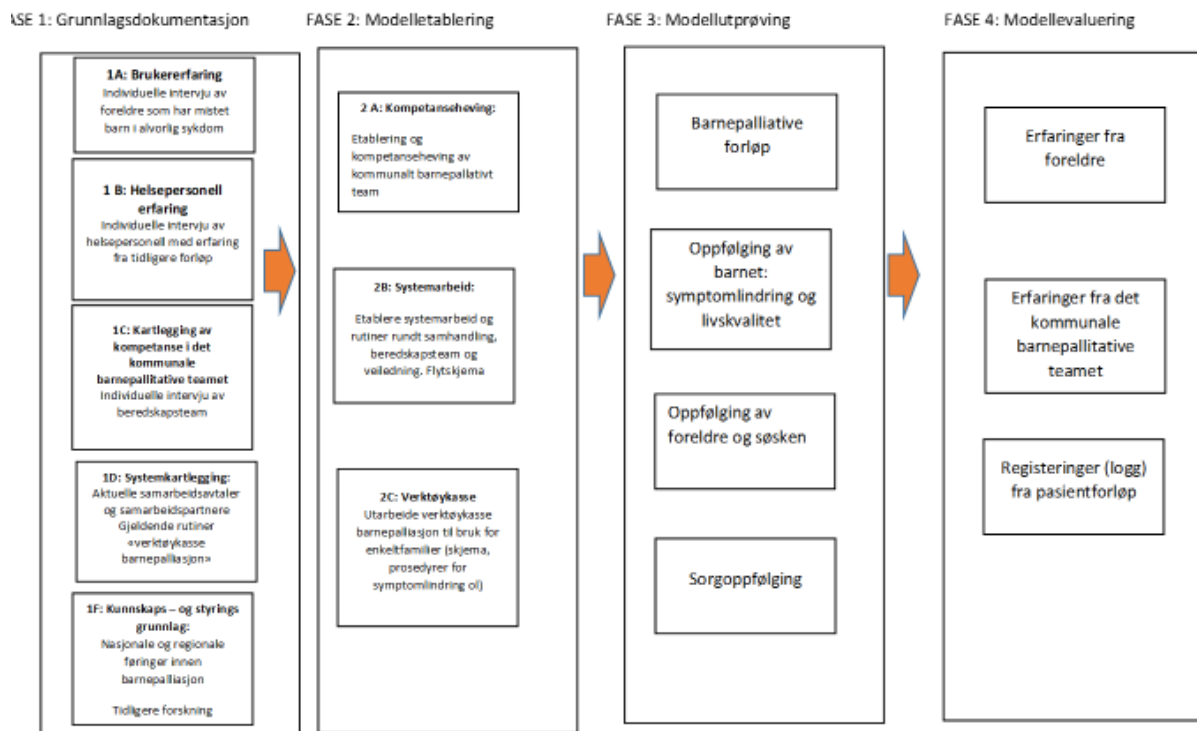 ASE 1: Grunnlagsdokumentasjon
FASE 2: Modelletablering
FASE 3: Modellutprøving
FASE 4: Modellevaluering
1A: Brukererfaring
Individuelle intervju av
foreldre som har mistet
barn i alvorlig sykdom
1 B: Helsepersonell
erfaring
Individuelle intervju av
helsepersonell med erfaring
fra tidligere forløp
1C: Kartlegging av
kompetanse i det
kommunale
barnepallitative teamet
Individuelle intervju av
beredskapsteam
1D: Systemkartlegging:
Aktuelle samarbeidsavtaler
og samarbeidspartnere
Gjeldende rutiner
«verktøykasse
barnepalliasjon»
1F: Kunnskaps – og styrings
grunnlag:
Nasjonale og regionale
føringer innen
barnepalliasjon
Tidligere forskning
2 A: Kompetanseheving:
Etablering og
kompetanseheving av
kommunalt barnepallativt
team
2B: Systemarbeid:
Etablere systemarbeid og
rutiner rundt samhandling,
beredskapsteam og
veiledning. Flytskjema
2C: Verktøykasse
Utarbeide verktøykasse
barnepalliasjon til bruk for
enkeltfamilier (skjema,
prosedyrer for
symptomlindring ol)
Barnepalliative
forløp
Oppfølging av
barnet:
symptomlindring og
livskvalitet
Oppfølging av
foreldre og søsken
Sorgoppfølging
Erfaringer fra
foreldre
Erfaringer fra det
kommunale
barnepallitative
teamet
Registeringer (logg)
fra pasientforløp